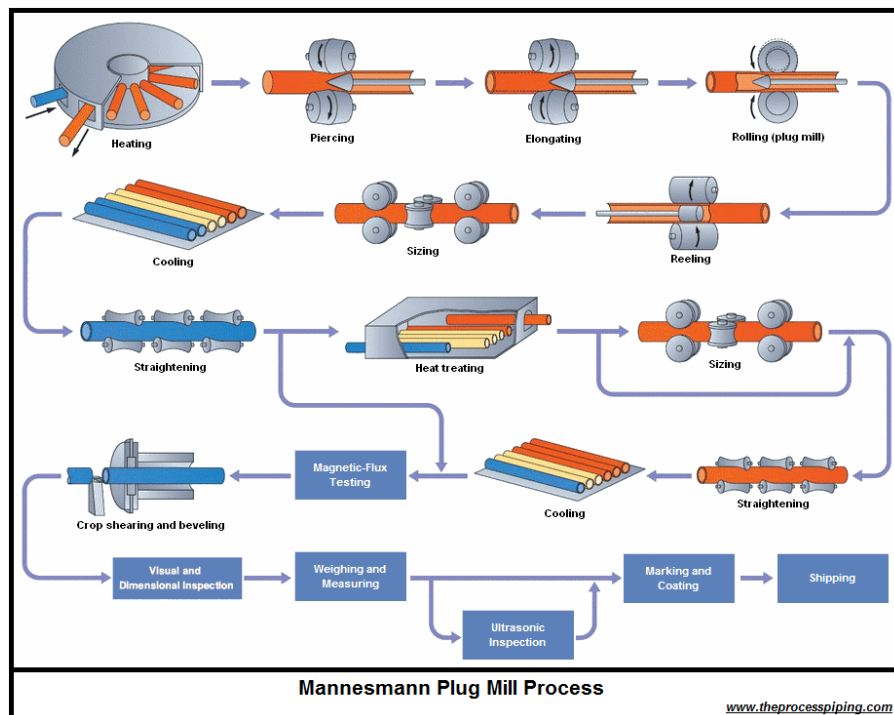 Heating
Piercing
Elongating
Rolling (plug mill)
Cooling
Sizing
Reeling
Straightening
Heat treating
Sizing
Crop shearing and beveling
Magnetic-Flux
Testing
Cooling
Straightening
Visual and
Dimensional Inspection
Weighing and
Measuring
Ultrasonic
Inspection
Marking and
Coating
Shipping
Mannesmann Plug Mill Process
www.theprocesspiping.com